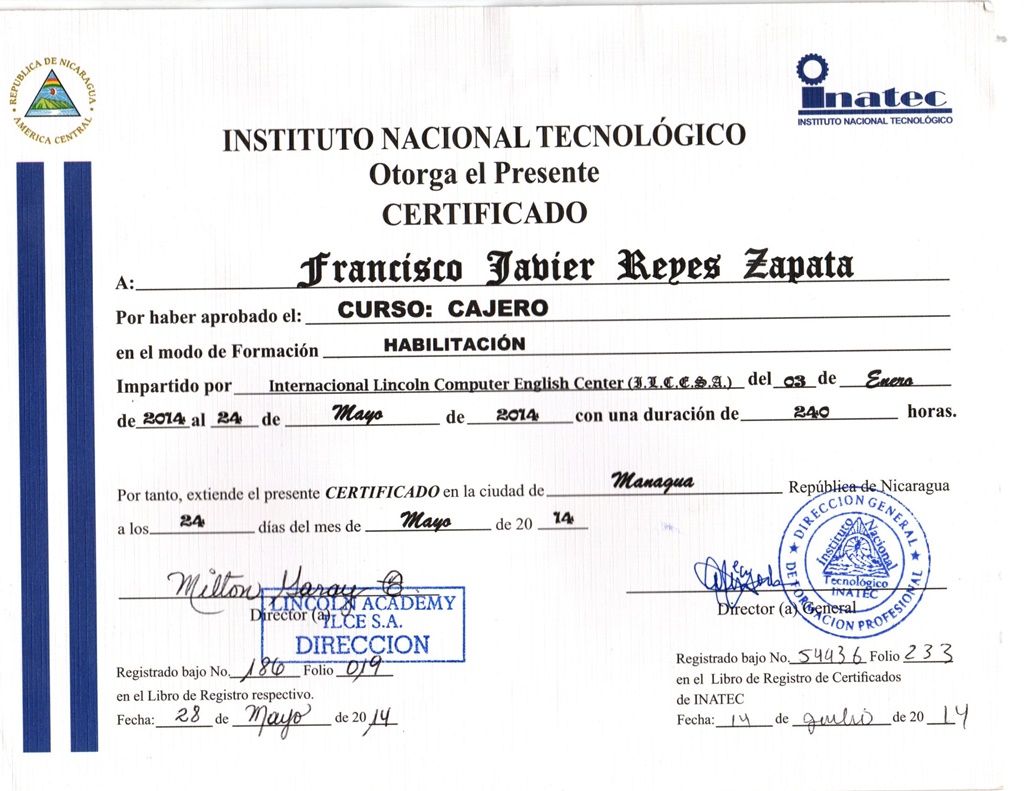 REPUBLICA DE NICARAGUA
AMERICA CENTRAL
Inatec
INSTITUTO NACIONAL TECNOLÓGICO
INSTITUTO NACIONAL TECNOLÓGICO
Otorga el Presente
CERTIFICADO
A: Francisco Javier Reyes Zapata
Por haber aprobado el: CURSO: CAJERO
en el modo de Formación HABILITACIÓN
Impartido por Internacional Lincoln Computer English Center (I.L.C.E.S.A.) del 03 de Enero
de 2014 al 24 de Mayo de 2014 con una duración de 240 horas.
Por tanto, extiende el presente CERTIFICADO en la ciudad de Managua República de Nicaragua
a los 24 días del mes de Mayo de 20 14
Milton Garay
Director (a)
LINCOLN ACADEMY
ILCE S.A.
DIRECCION
Registrado bajo No. 186 Folio 019
en el Libro de Registro respectivo.
Fecha: 28 de Mayo de 20 14
DIRECCION GENERAL
DE FORMACION PROFESIONAL
Instituto Nacional
Tecnológico
INATEC
Director (a) General
Registrado bajo No. 54436 Folio 233
en el Libro de Registro de Certificados
de INATEC
Fecha: 14 de de 20 14